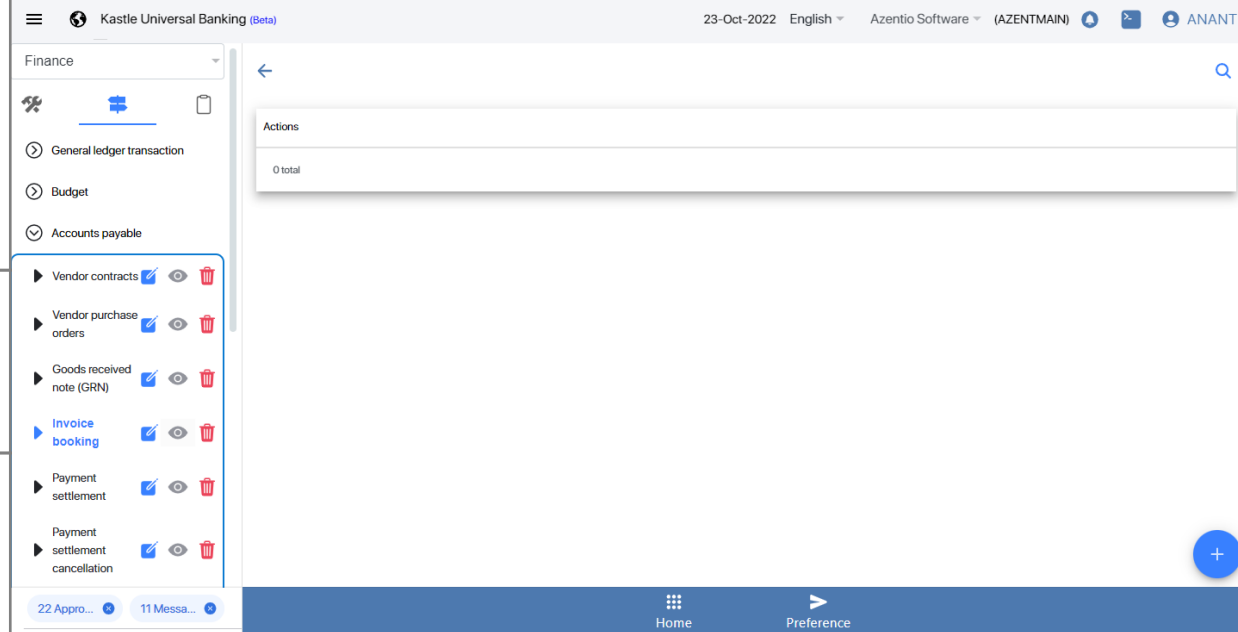 Kastle Universal Banking (Beta)
23-Oct-2022 English Azentio Software (AZENTMAIN) ANANT
Finance
General ledger transaction
Budget
Accounts payable
Vendor contracts
Vendor purchase
orders
Goods received
note (GRN)
Invoice
booking
Payment
settlement
Payment
settlement
cancellation
22 Appro... 11 Messa...
Actions
0 total
Home Preference